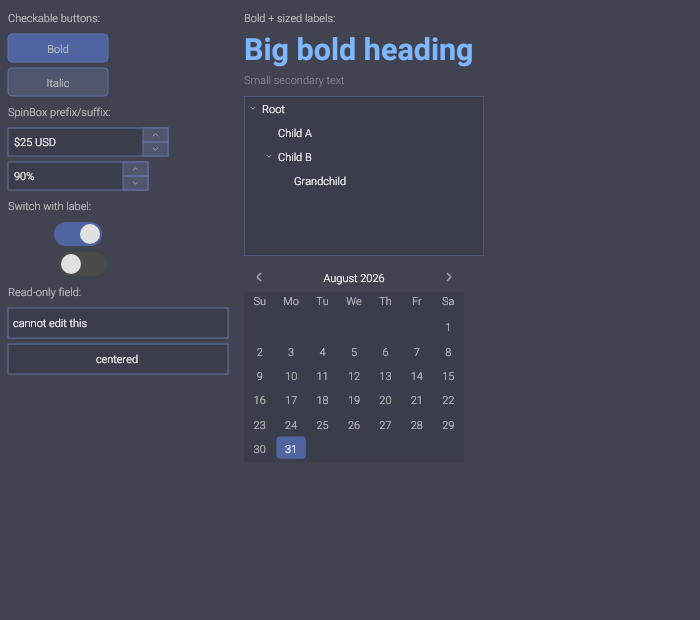 Checkable buttons:
Bold
Italic
SpinBox prefix/suffix:
$25 USD
90%
Switch with label:
Read-only field:
cannot edit this
centered
Bold + sized labels:
Big bold heading
Small secondary text
Root
Child A
Child B
Grandchild
August 2026
Su Mo Tu We Th Fr Sa
1
2 3 4 5 6 7 8
9 10 11 12 13 14 15
16 17 18 19 20 21 22
23 24 25 26 27 28 29
30 31